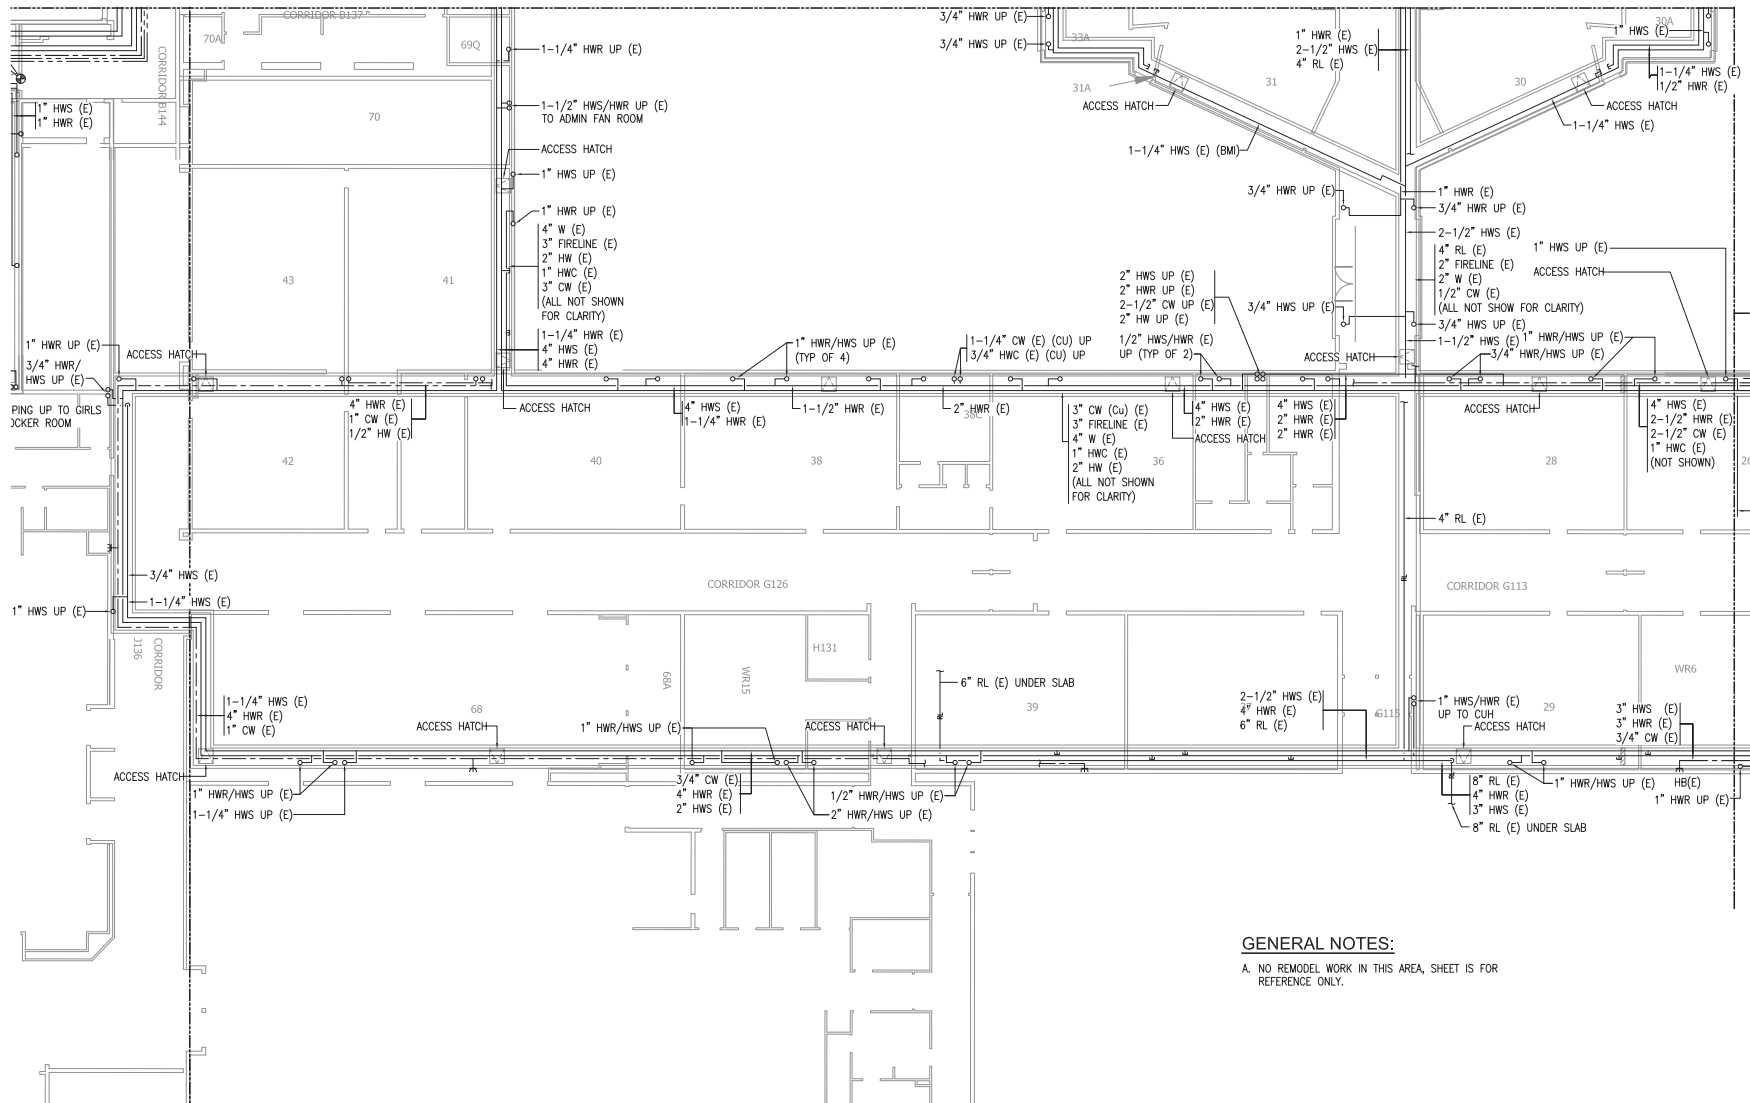 CORRIDOR B137
70A
69Q
CORRIDOR B144
1-1/4" HWR UP (E)
3/4" HWR UP (E)
3/4" HWS UP (E)
33A
1" HWR (E)
2-1/2" HWS (E)
4" RL (E)
30A
1" HWS (E)
1-1/4" HWS (E)
1/2" HWR (E)
31A
31
30
ACCESS HATCH
ACCESS HATCH
1-1/4" HWS (E)
1-1/4" HWS (E) (BMI)
1" HWS (E)
1" HWR (E)
70
1-1/2" HWS/HWR UP (E)
TO ADMIN FAN ROOM
ACCESS HATCH
1" HWS UP (E)
1" HWR UP (E)
4" W (E)
3" FIRELINE (E)
2" HW (E)
1" HWC (E)
3" CW (E)
(ALL NOT SHOWN
FOR CLARITY)
1-1/4" HWR (E)
4" HWS (E)
4" HWR (E)
43
41
3/4" HWR UP (E)
1" HWR (E)
3/4" HWR UP (E)
2-1/2" HWS (E)
4" RL (E)
2" FIRELINE (E)
2" W (E)
1/2" CW (E)
(ALL NOT SHOW FOR CLARITY)
3/4" HWS UP (E)
1-1/2" HWS (E)
1" HWS UP (E)
ACCESS HATCH
1" HWR/HWS UP (E)
3/4" HWR/HWS UP (E)
2" HWS UP (E)
2" HWR UP (E)
2-1/2" CW UP (E)
2" HW UP (E)
3/4" HWS UP (E)
1/2" HWS/HWR (E)
UP (TYP OF 2)
ACCESS HATCH
1" HWR UP (E)
3/4" HWR/
HWS UP (E)
ACCESS HATCH
1" HWR/HWS UP (E)
(TYP OF 4)
1-1/4" CW (E) (CU) UP
3/4" HWC (E) (CU) UP
PING UP TO GIRLS
OCKER ROOM
4" HWR (E)
1" CW (E)
1/2" HW (E)
ACCESS HATCH
4" HWS (E)
1-1/4" HWR (E)
1-1/2" HWR (E)
2" HWR (E)
38C
3" CW (Cu) (E)
3" FIRELINE (E)
4" W (E)
1" HWC (E)
2" HW (E)
(ALL NOT SHOWN
FOR CLARITY)
4" HWS (E)
2" HWR (E)
ACCESS HATCH
4" HWS (E)
2" HWR (E)
2" HWR (E)
ACCESS HATCH
4" HWS (E)
2-1/2" HWR (E)
2-1/2" CW (E)
1" HWC (E)
(NOT SHOWN)
42
40
38
36
28
26
4" RL (E)
RL
3/4" HWS (E)
1-1/4" HWS (E)
1" HWS UP (E)
CORRIDOR G126
CORRIDOR G113
CORRIDOR
J136
H131
WR15
68A
WR6
1-1/4" HWS (E)
4" HWR (E)
1" CW (E)
68
ACCESS HATCH
1" HWR/HWS UP (E)
ACCESS HATCH
6" RL (E) UNDER SLAB
RL
39
2-1/2" HWS (E)
4" HWR (E)
6" RL (E)
37
G115
1" HWS/HWR (E)
UP TO CUH
ACCESS HATCH
29
3" HWS (E)
3" HWR (E)
3/4" CW (E)
ACCESS HATCH
1" HWR/HWS UP (E)
1-1/4" HWS UP (E)
3/4" CW (E)
4" HWR (E)
2" HWS (E)
1/2" HWR/HWS UP (E)
2" HWR/HWS UP (E)
RL
8" RL (E)
4" HWR (E)
3" HWS (E)
8" RL (E) UNDER SLAB
1" HWR/HWS UP (E)
HB(E)
1" HWR UP (E)
GENERAL NOTES:
A. NO REMODEL WORK IN THIS AREA, SHEET IS FOR
REFERENCE ONLY.